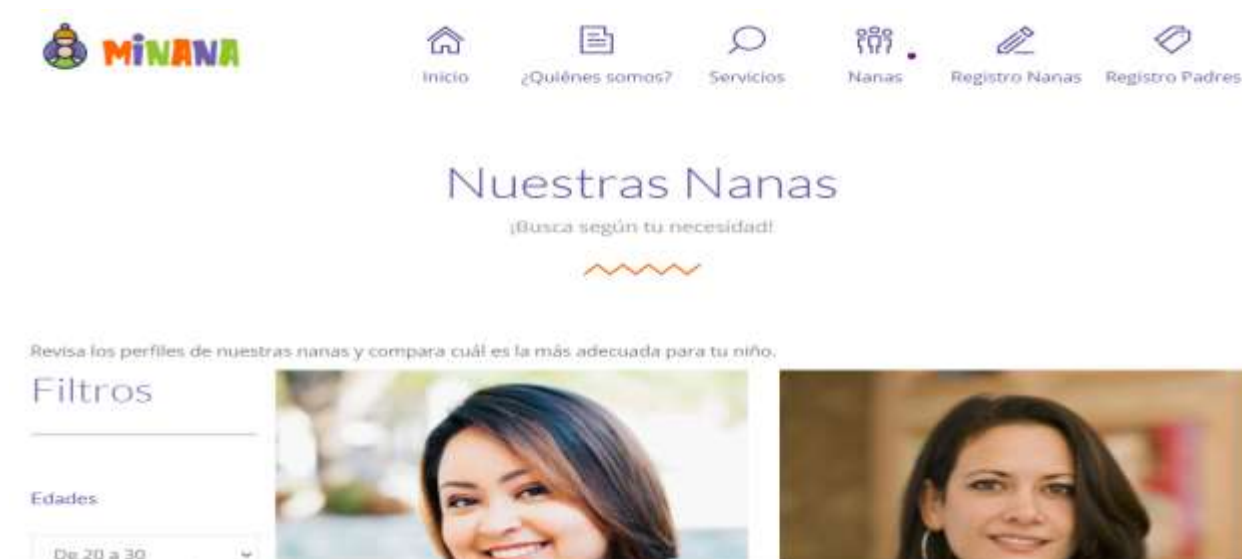 MiNANA
Inicio ¿Quiénes somos? Servicios Nanas Registro Nanas Registro Padres
Nuestras Nanas
¡Busca según tu necesidad!
Revisa los perfiles de nuestras nanas y compara cuál es la más adecuada para tu niño.
Filtros
Edades
De 20 a 30